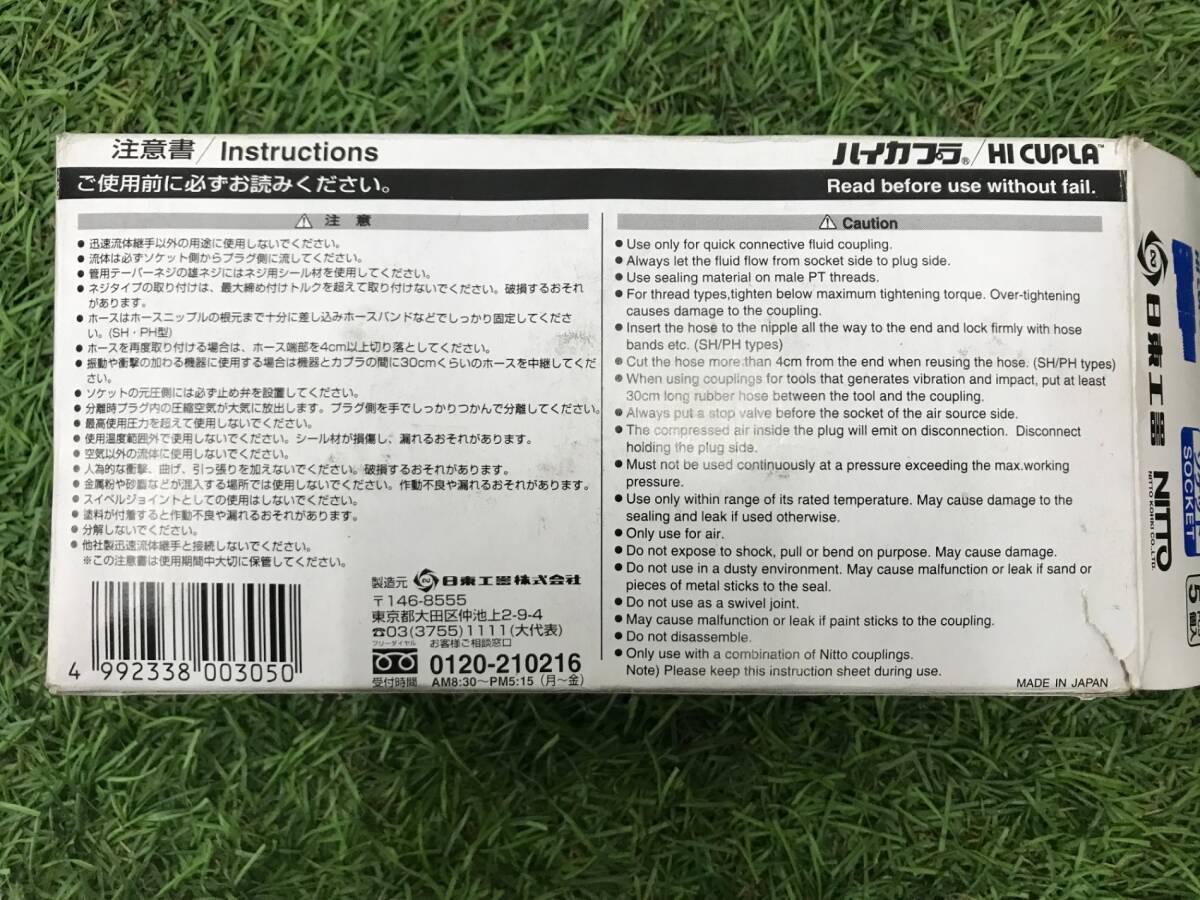 注意書/Instructions
ハイカプラ®/HI CUPLA™
ご使用前に必ずお読みください。
Read before use without fail.
⚠ 注 意
● 迅速流体継手以外の用途に使用しないでください。
● 流体は必ずソケット側からプラグ側に流してください。
● 管用テーパーネジの雄ネジにはネジ用シール材を使用してください。
● ネジタイプの取り付けは、最大締め付けトルクを超えて取り付けないでください。破損するおそれ
があります。
● ホースはホースニップルの根元まで十分に差し込みホースバンドなどでしっかり固定してくださ
い。(SH・PH型)
● ホースを再度取り付ける場合は、ホース端部を4cm以上切り落としてください。
● 振動や衝撃の加わる機器に使用する場合は機器とカプラの間に30cmくらいのホースを中継してくだ
さい。
● ソケットの元圧側には必ず止め弁を設置してください。
● 分離時プラグ内の圧縮空気が大気に放出します。プラグ側を手でしっかりつかんで分離してください。
● 最高使用圧力を超えて使用しないでください。
● 使用温度範囲外で使用しないでください。シール材が損傷し、漏れるおそれがあります。
● 空気以外の流体に使用しないでください。
● 人為的な衝撃、曲げ、引っ張りを加えないでください。破損するおそれがあります。
● 金属粉や砂塵などが混入する場所では使用しないでください。作動不良や漏れるおそれがあります。
● スイベルジョイントとしての使用はしないでください。
● 塗料が付着すると作動不良や漏れるおそれがあります。
● 分解しないでください。
● 他社製迅速流体継手と接続しないでください。
※この注意書は使用期間中大切に保管してください。
4 992338 003050
製造元 日東工器株式会社
〒146-8555
東京都大田区仲池上2-9-4
☎03(3755)1111(大代表)
フリーダイヤル お客様ご相談窓口
0120-210216
受付時間 AM8:30〜PM5:15 (月〜金)
⚠ Caution
● Use only for quick connective fluid coupling.
● Always let the fluid flow from socket side to plug side.
● Use sealing material on male PT threads.
● For thread types,tighten below maximum tightening torque. Over-tightening
causes damage to the coupling.
● Insert the hose to the nipple all the way to the end and lock firmly with hose
bands etc. (SH/PH types)
● Cut the hose more than 4cm from the end when reusing the hose. (SH/PH types)
● When using couplings for tools that generates vibration and impact, put at least
30cm long rubber hose between the tool and the coupling.
● Always put a stop valve before the socket of the air source side.
● The compressed air inside the plug will emit on disconnection. Disconnect
holding the plug side.
● Must not be used continuously at a pressure exceeding the max.working
pressure.
● Use only within range of its rated temperature. May cause damage to the
sealing and leak if used otherwise.
● Only use for air.
● Do not expose to shock, pull or bend on purpose. May cause damage.
● Do not use in a dusty environment. May cause malfunction or leak if sand or
pieces of metal sticks to the seal.
● Do not use as a swivel joint.
● May cause malfunction or leak if paint sticks to the coupling.
● Do not disassemble.
● Only use with a combination of Nitto couplings.
Note) Please keep this instruction sheet during use.
MADE IN JAPAN
日東工器 NITTO
NITTO KOHKI CO.,LTD.
SOCKET
5